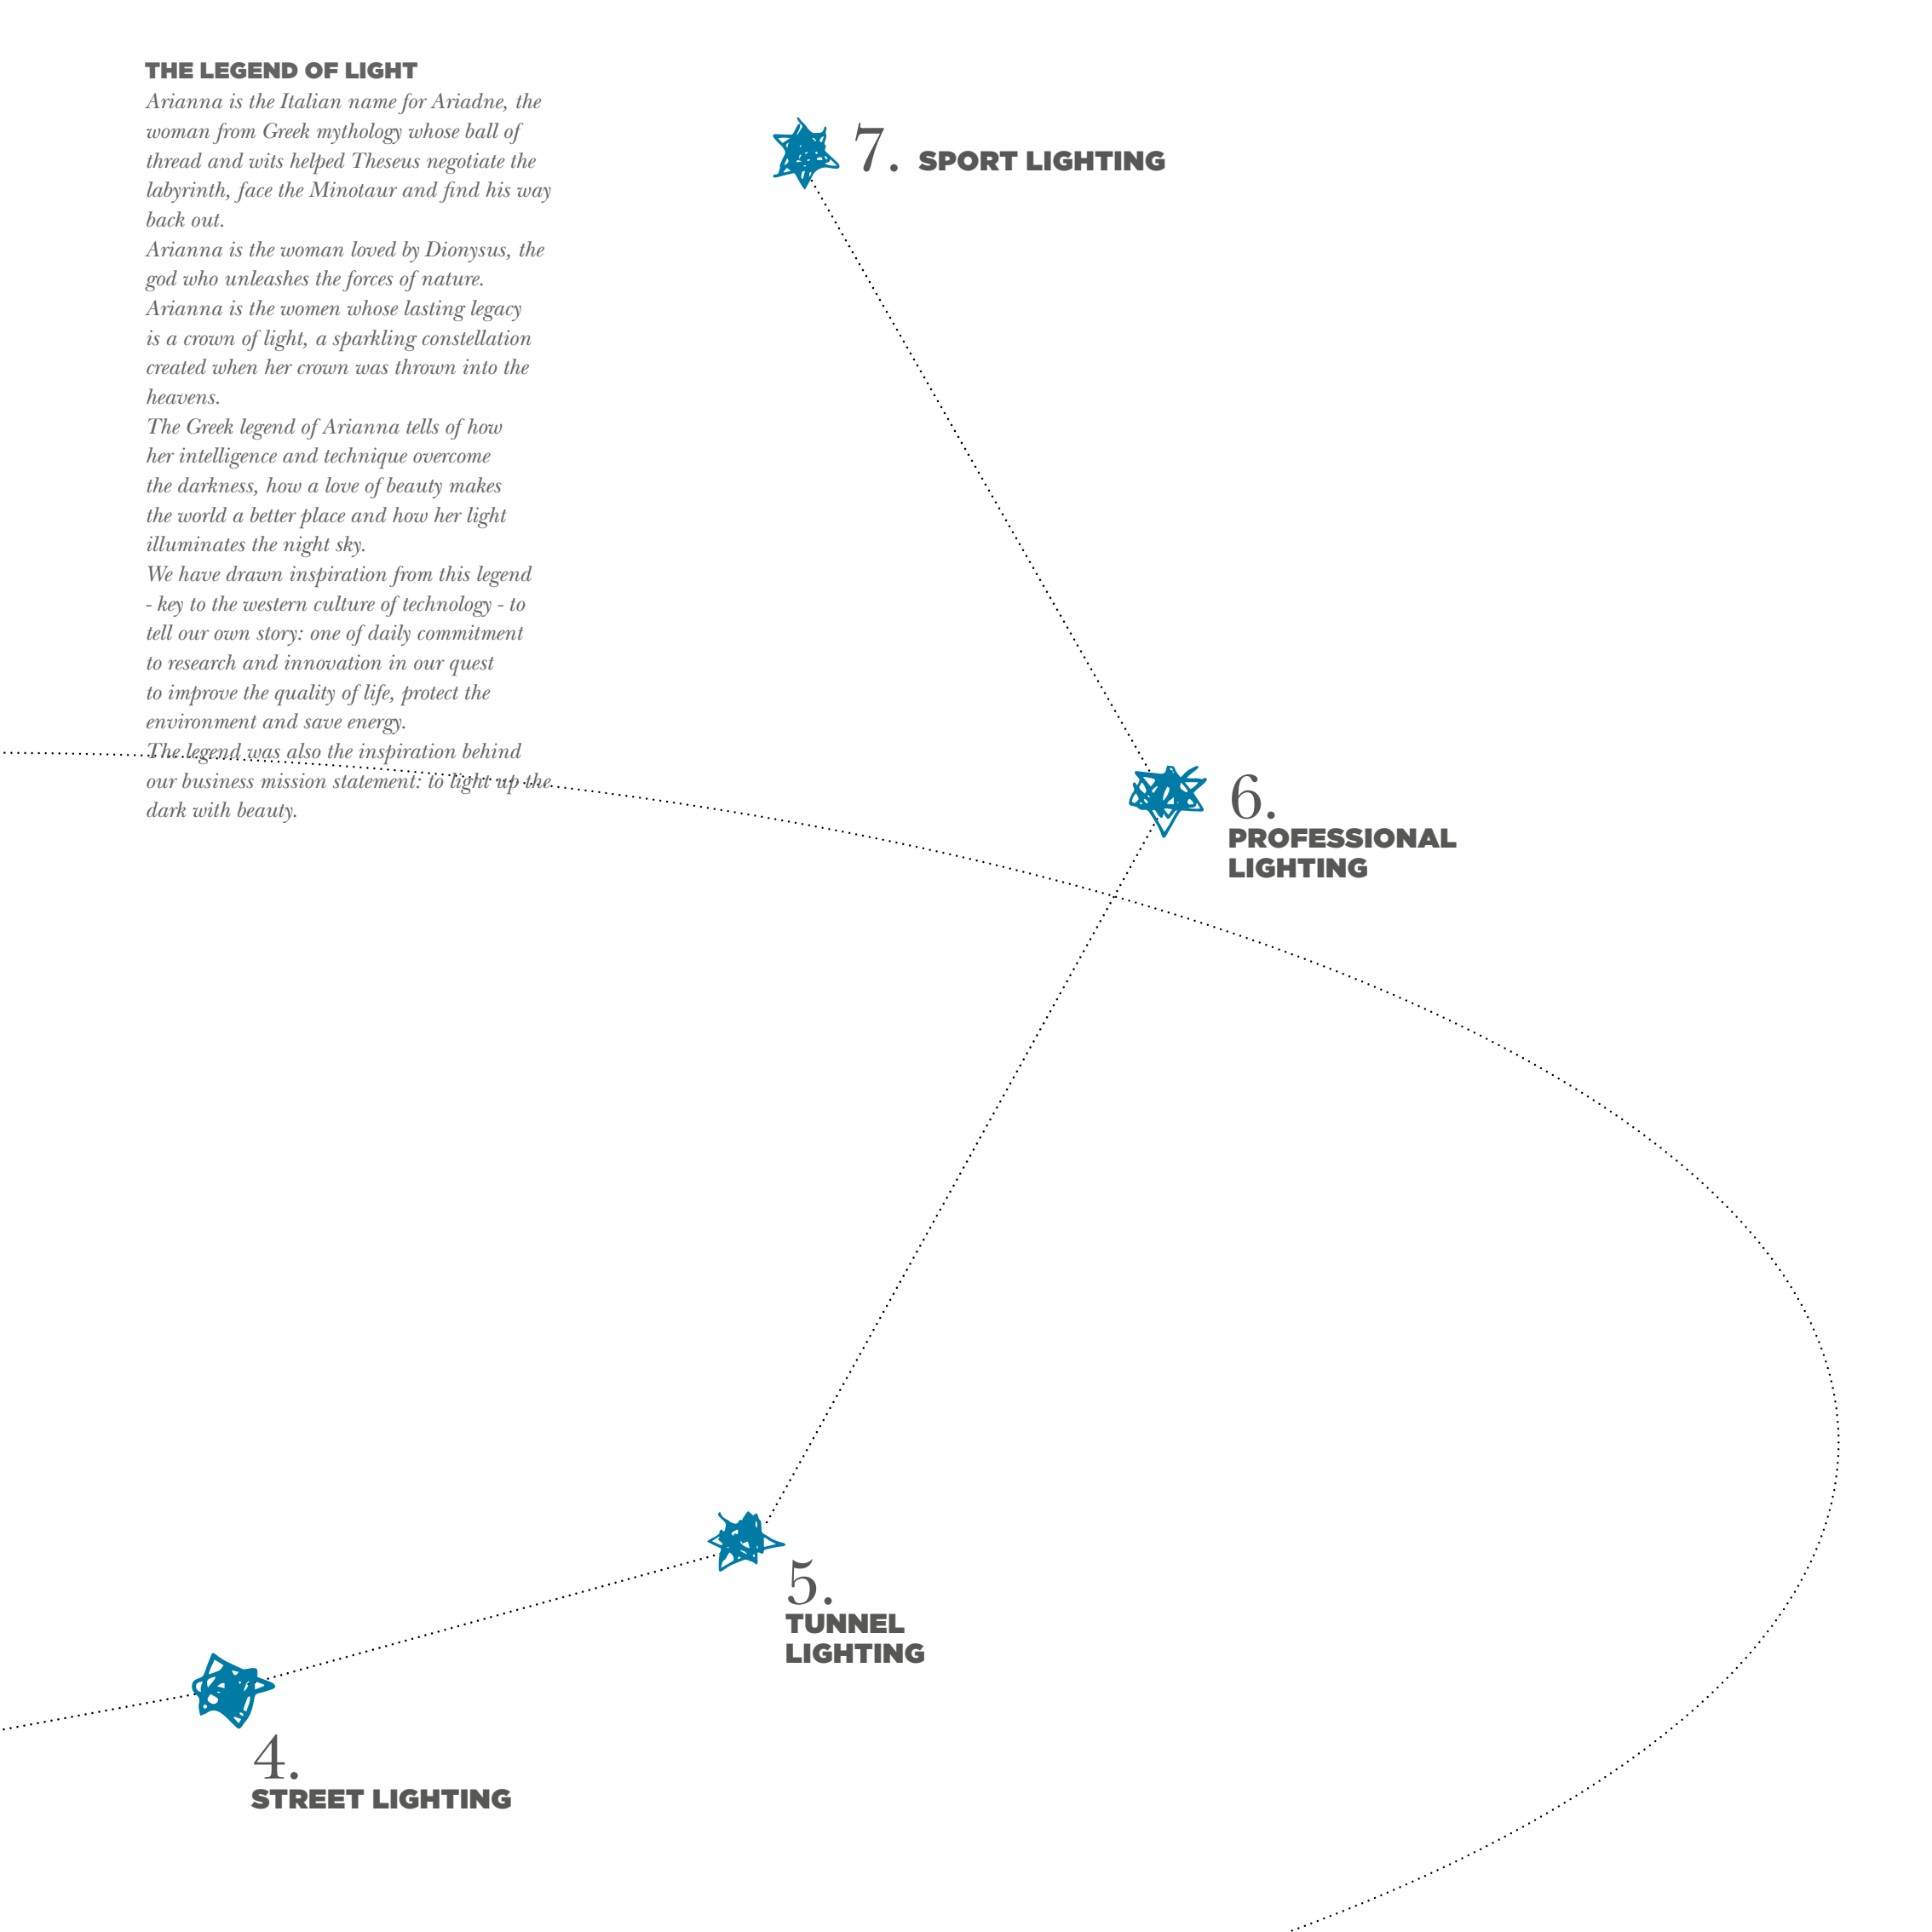 THE LEGEND OF LIGHT
Arianna is the Italian name for Ariadne, the
woman from Greek mythology whose ball of
thread and wits helped Theseus negotiate the
labyrinth, face the Minotaur and find his way
back out.
Arianna is the woman loved by Dionysus, the
god who unleashes the forces of nature.
Arianna is the women whose lasting legacy
is a crown of light, a sparkling constellation
created when her crown was thrown into the
heavens.
The Greek legend of Arianna tells of how
her intelligence and technique overcome
the darkness, how a love of beauty makes
the world a better place and how her light
illuminates the night sky.
We have drawn inspiration from this legend
- key to the western culture of technology - to
tell our own story: one of daily commitment
to research and innovation in our quest
to improve the quality of life, protect the
environment and save energy.
The legend was also the inspiration behind
our business mission statement: to light up the
dark with beauty.
7. SPORT LIGHTING
6.
PROFESSIONAL
LIGHTING
5.
TUNNEL
LIGHTING
4.
STREET LIGHTING